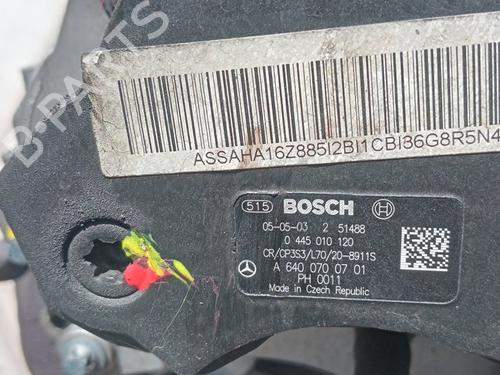 ASSAHA16Z885I2BI1CBI36G8R5N4
515 BOSCH
05-05-03 2 51488
0 445 010 120
CR/CP3S3/L70/20-8911S
A 640 070 07 01
PH 0011
Made in Czech Republic